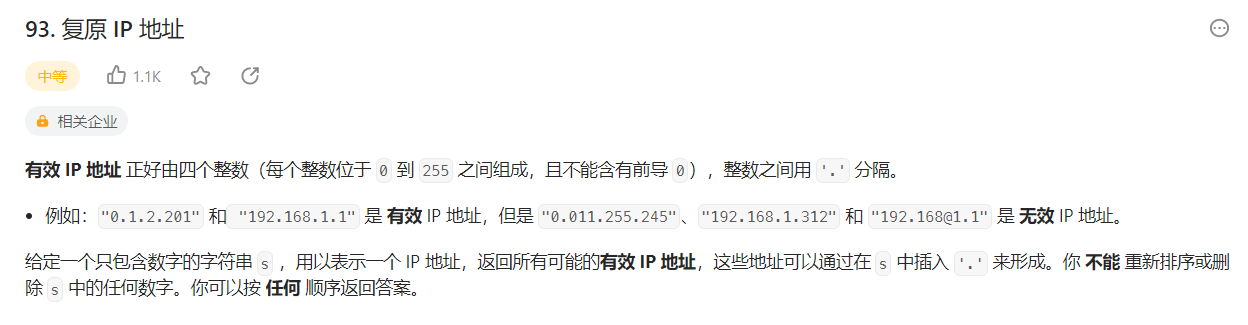 93. 复原 IP 地址
中等 1.1K
相关企业
有效 IP 地址 正好由四个整数（每个整数位于 0 到 255 之间组成，且不能含有前导 0），整数之间用 '.' 分隔。
• 例如："0.1.2.201" 和 "192.168.1.1" 是 有效 IP 地址，但是 "0.011.255.245"、"192.168.1.312" 和 "192.168@1.1" 是 无效 IP 地址。
给定一个只包含数字的字符串 s ，用以表示一个 IP 地址，返回所有可能的有效 IP 地址，这些地址可以通过在 s 中插入 '.' 来形成。你 不能 重新排序或删
除 s 中的任何数字。你可以按 任何 顺序返回答案。